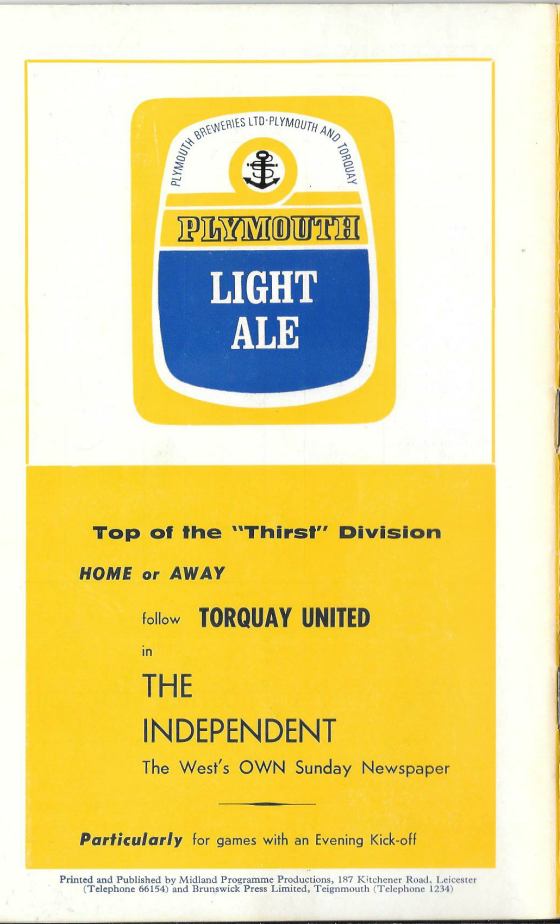 PLYMOUTH BREWERIES LTD·PLYMOUTH AND TORQUAY
PLYMOUTH
LIGHT
ALE
Top of the "Thirst" Division
HOME or AWAY
follow TORQUAY UNITED
in
THE
INDEPENDENT
The West's OWN Sunday Newspaper
Particularly for games with an Evening Kick-off
Printed and Published by Midland Programme Productions, 187 Kitchener Road, Leicester
(Telephone 66154) and Brunswick Press Limited, Teignmouth (Telephone 1234)